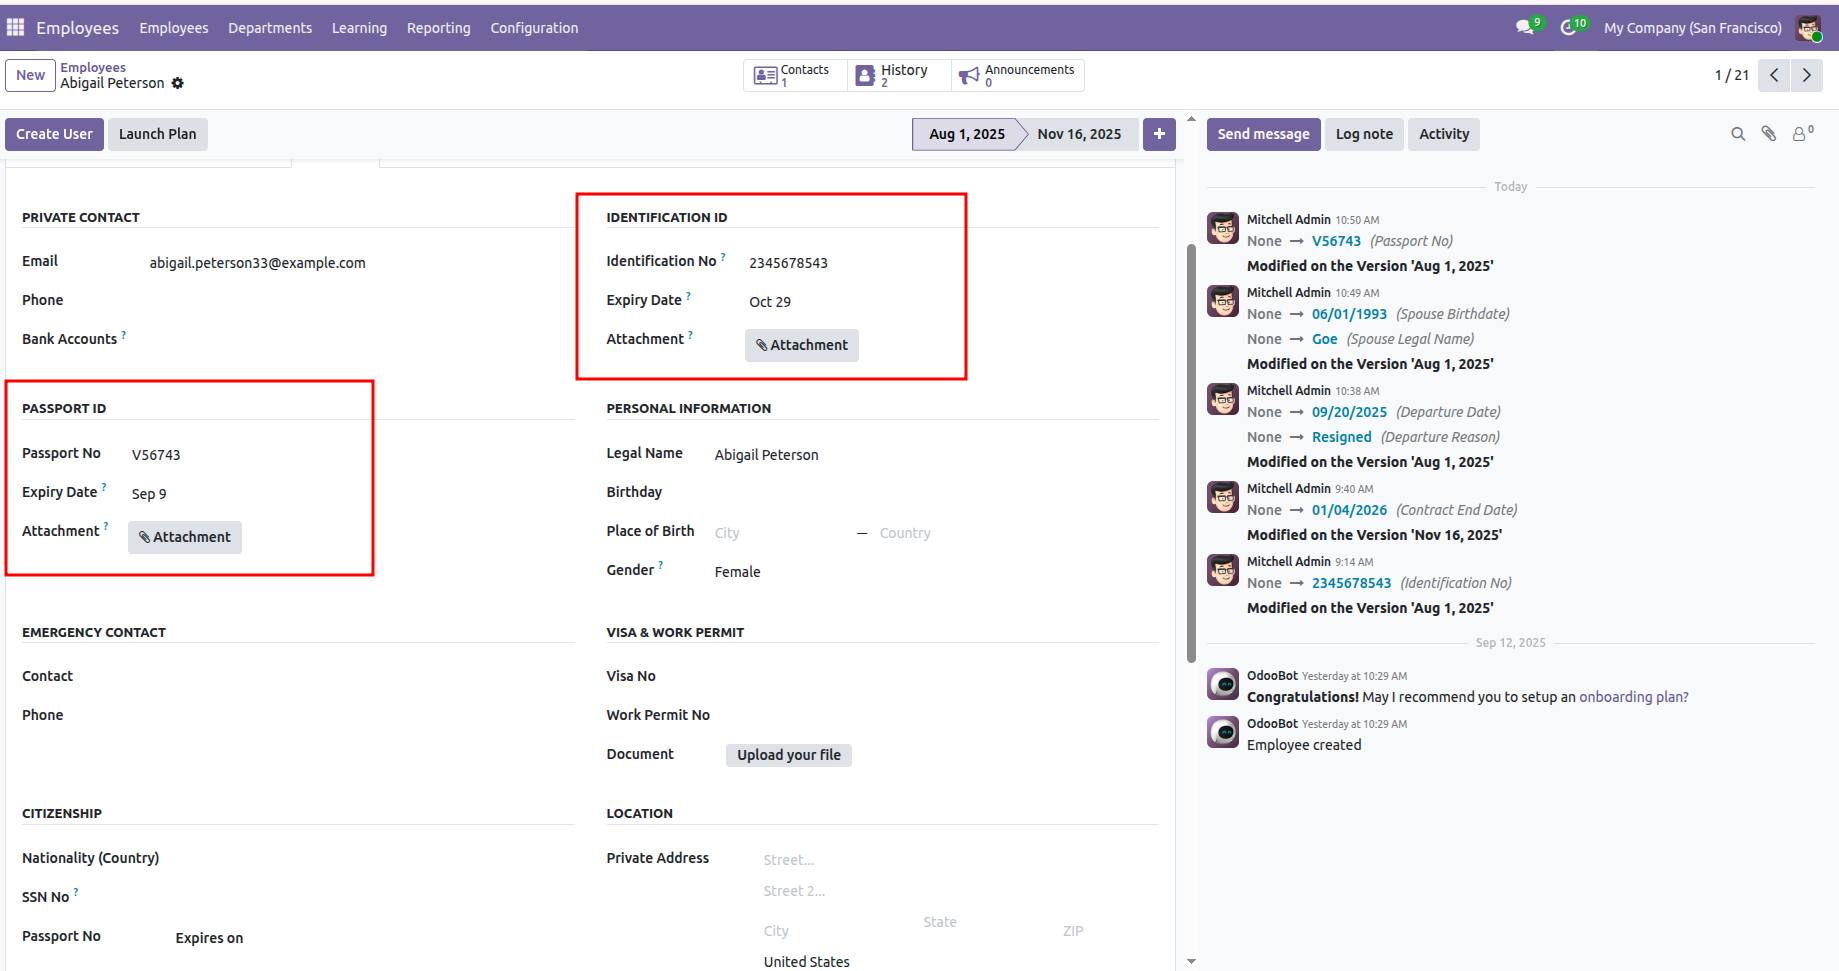 Employees Employees Departments Learning Reporting Configuration 9 10 My Company (San Francisco)
New Employees
Abigail Peterson
Contacts 1 History 2 Announcements 0
1 / 21
Create User Launch Plan Aug 1, 2025 Nov 16, 2025 +
Send message Log note Activity 0
PRIVATE CONTACT
Email abigail.peterson33@example.com
Phone
Bank Accounts ?
IDENTIFICATION ID
Identification No ? 2345678543
Expiry Date ? Oct 29
Attachment ? Attachment
PASSPORT ID
Passport No V56743
Expiry Date ? Sep 9
Attachment ? Attachment
PERSONAL INFORMATION
Legal Name Abigail Peterson
Birthday
Place of Birth City — Country
Gender ? Female
EMERGENCY CONTACT
Contact
Phone
VISA & WORK PERMIT
Visa No
Work Permit No
Document Upload your file
CITIZENSHIP
Nationality (Country)
SSN No ?
Passport No Expires on
LOCATION
Private Address Street...
Street 2...
City State ZIP
United States
Today
Mitchell Admin 10:50 AM
None → V56743 (Passport No)
Modified on the Version 'Aug 1, 2025'
Mitchell Admin 10:49 AM
None → 06/01/1993 (Spouse Birthdate)
None → Goe (Spouse Legal Name)
Modified on the Version 'Aug 1, 2025'
Mitchell Admin 10:38 AM
None → 09/20/2025 (Departure Date)
None → Resigned (Departure Reason)
Modified on the Version 'Aug 1, 2025'
Mitchell Admin 9:40 AM
None → 01/04/2026 (Contract End Date)
Modified on the Version 'Nov 16, 2025'
Mitchell Admin 9:14 AM
None → 2345678543 (Identification No)
Modified on the Version 'Aug 1, 2025'
Sep 12, 2025
OdooBot Yesterday at 10:29 AM
Congratulations! May I recommend you to setup an onboarding plan?
OdooBot Yesterday at 10:29 AM
Employee created